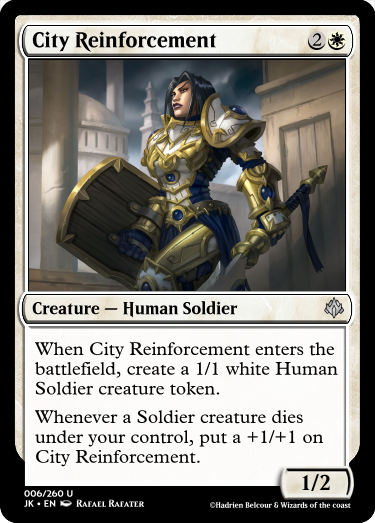 City Reinforcement 2
Creature — Human Soldier
When City Reinforcement enters the
battlefield, create a 1/1 white Human
Soldier creature token.
Whenever a Soldier creature dies
under your control, put a +1/+1 on
City Reinforcement.
1/2
006/260 U
JK • EN Rafael Rafater
©Hadrien Belcour & Wizards of the coast